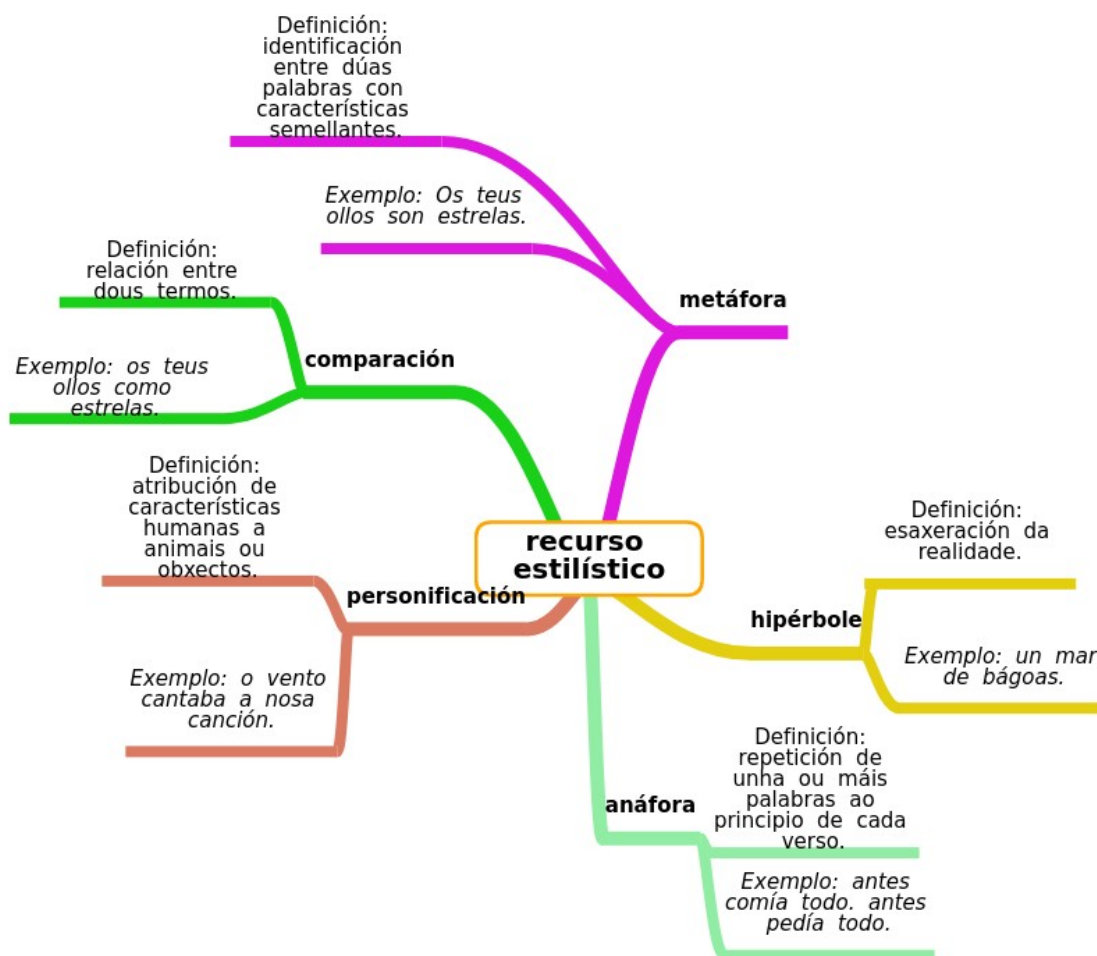 Definición:
identificación
entre dúas
palabras con
características
semellantes.
Exemplo: Os teus
ollos son estrelas.
metáfora
Definición:
relación entre
dous termos.
comparación
Exemplo: os teus
ollos como
estrelas.
Definición:
atribución de
características
humanas a
animais ou
obxectos.
personificación
Exemplo: o vento
cantaba a nosa
canción.
recurso
estilístico
Definición:
esaxeración da
realidade.
hipérbole
Exemplo: un mar
de bágoas.
Definición:
repetición de
unha ou máis
palabras ao
principio de cada
verso.
anáfora
Exemplo: antes
comía todo. antes
pedía todo.